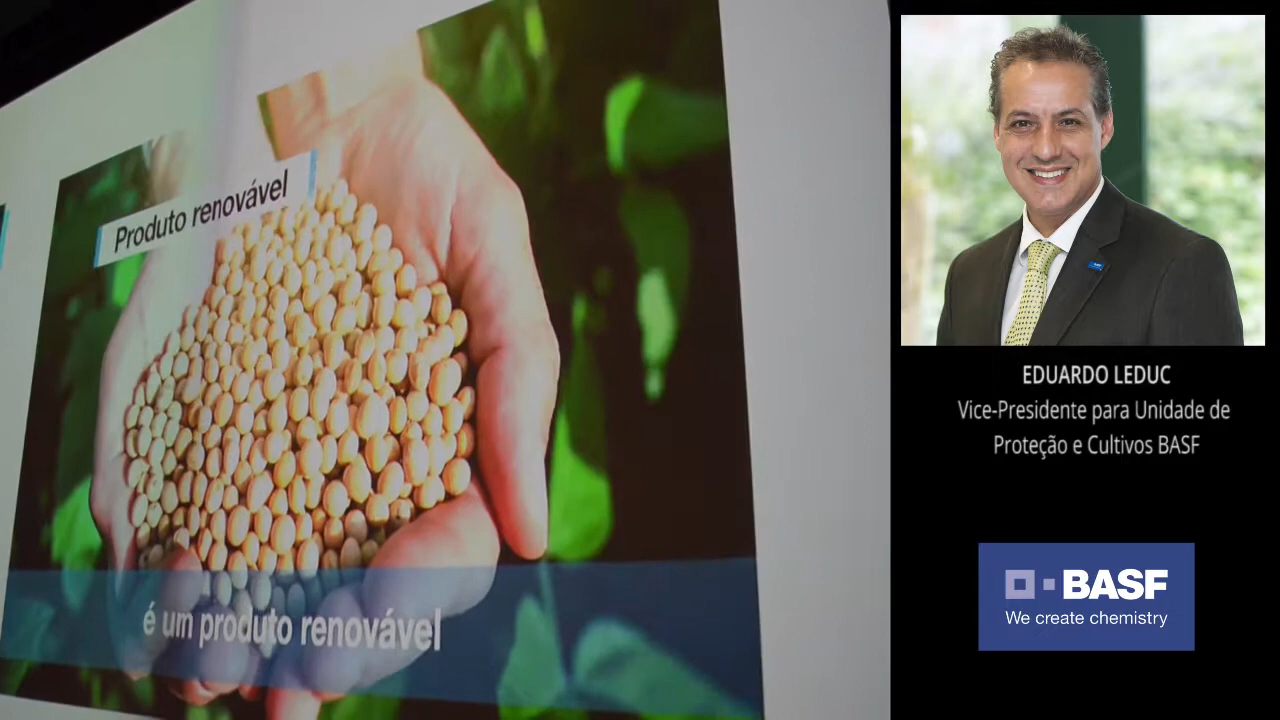 Produto renovável
é um produto renovável
EDUARDO LEDUC
Vice-Presidente para Unidade de
Proteção e Cultivos BASF
BASF
We create chemistry